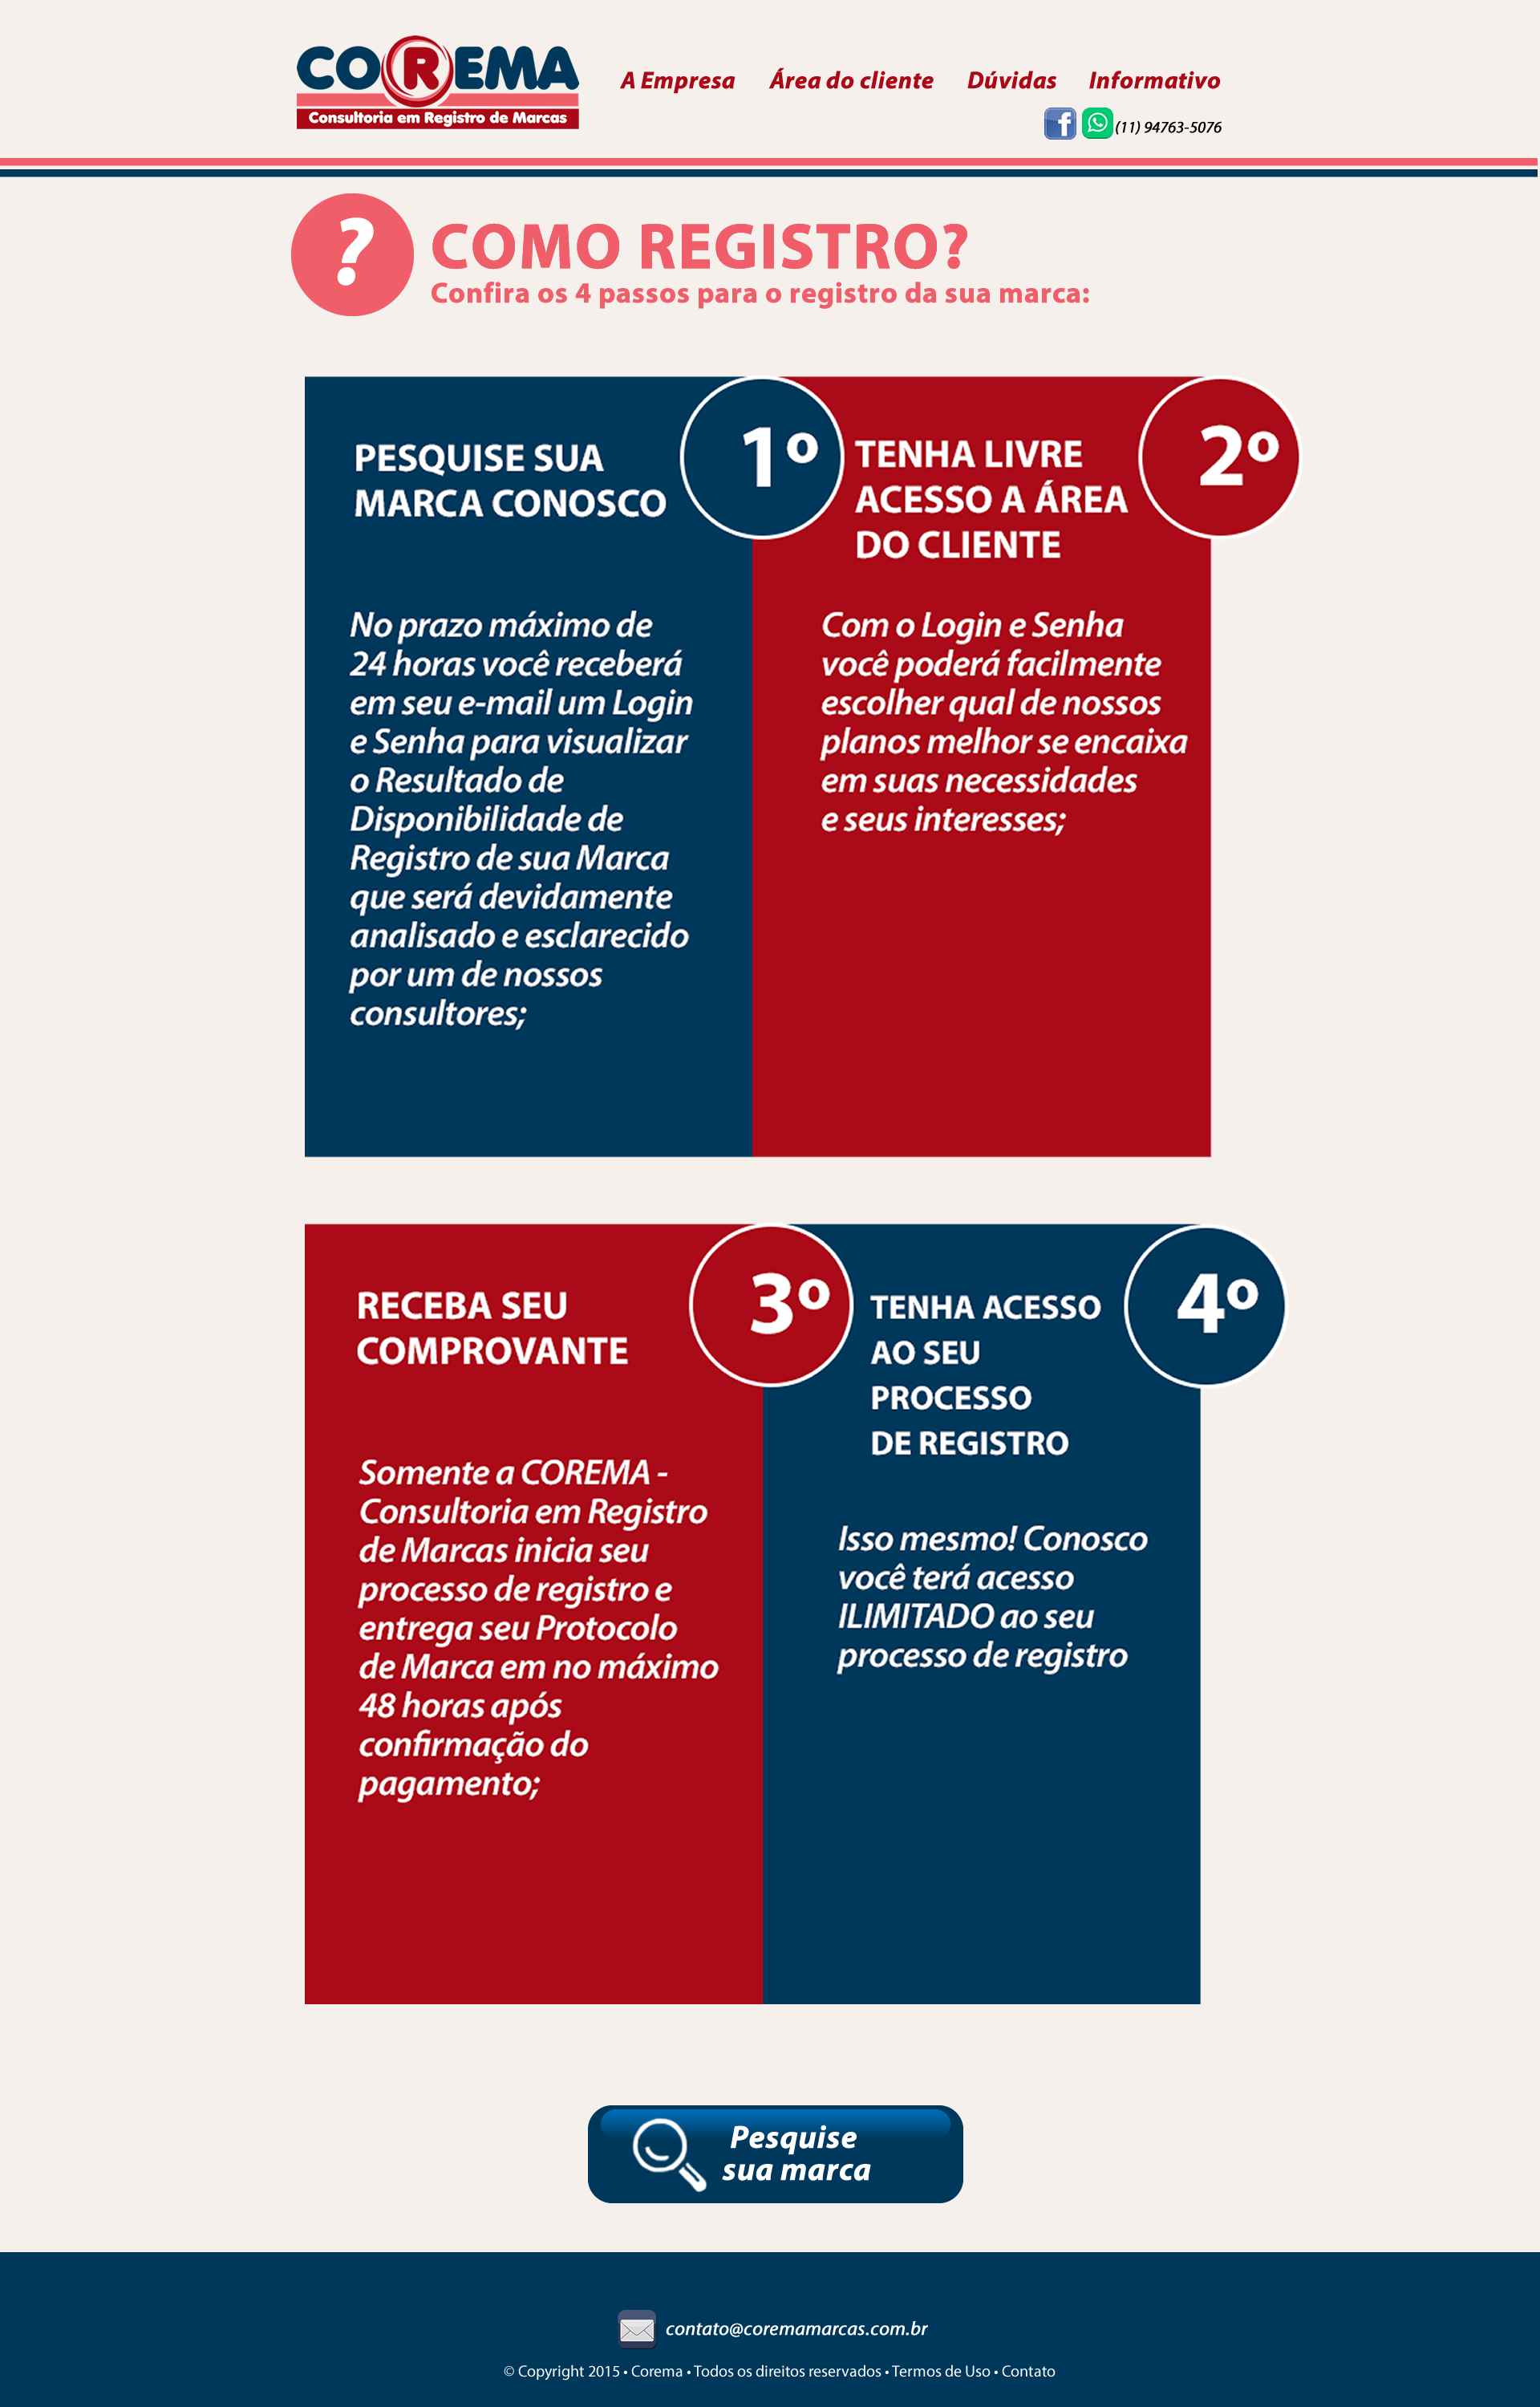 COREMA
Consultoria em Registro de Marcas
A Empresa Área do cliente Dúvidas Informativo
(11) 94763-5076
?
COMO REGISTRO?
Confira os 4 passos para o registro da sua marca:
1º
PESQUISE SUA
MARCA CONOSCO
No prazo máximo de
24 horas você receberá
em seu e-mail um Login
e Senha para visualizar
o Resultado de
Disponibilidade de
Registro de sua Marca
que será devidamente
analisado e esclarecido
por um de nossos
consultores;
2º
TENHA LIVRE
ACESSO A ÁREA
DO CLIENTE
Com o Login e Senha
você poderá facilmente
escolher qual de nossos
planos melhor se encaixa
em suas necessidades
e seus interesses;
3º
RECEBA SEU
COMPROVANTE
Somente a COREMA -
Consultoria em Registro
de Marcas inicia seu
processo de registro e
entrega seu Protocolo
de Marca em no máximo
48 horas após
confirmação do
pagamento;
4º
TENHA ACESSO
AO SEU
PROCESSO
DE REGISTRO
Isso mesmo! Conosco
você terá acesso
ILIMITADO ao seu
processo de registro
Pesquise
sua marca
contato@coremamarcas.com.br
© Copyright 2015 • Corema • Todos os direitos reservados • Termos de Uso • Contato